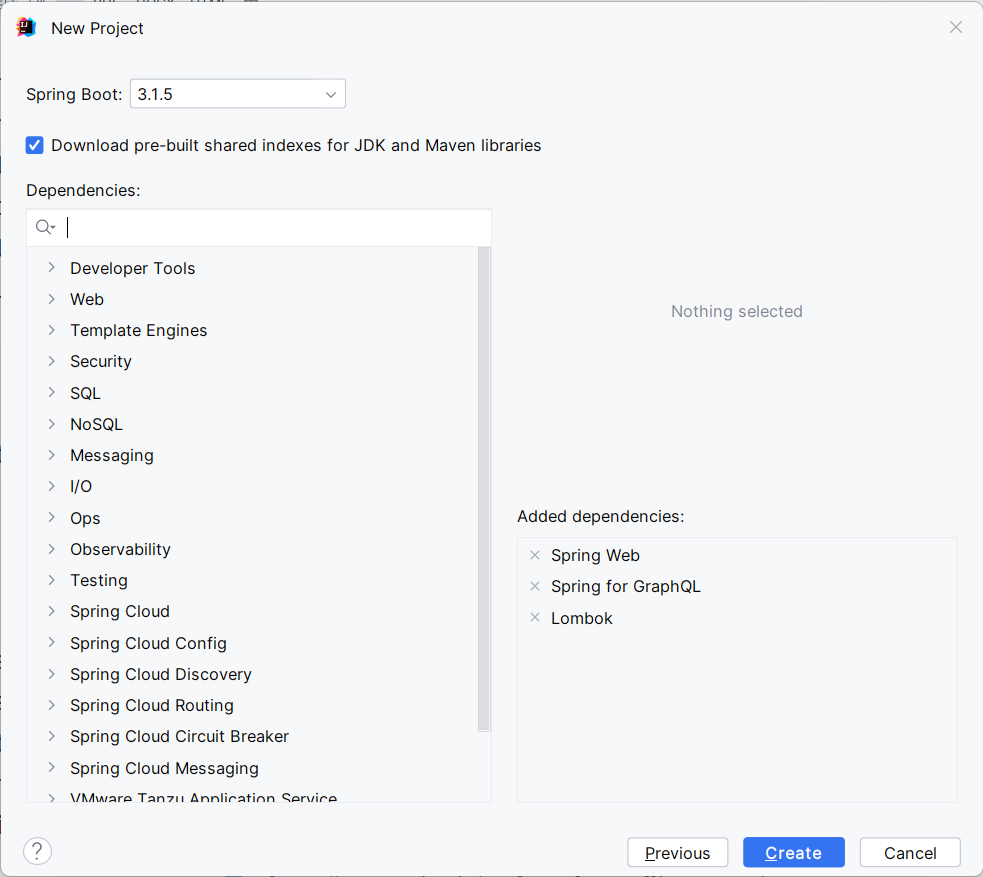 New Project
Spring Boot: 3.1.5
Download pre-built shared indexes for JDK and Maven libraries
Dependencies:
Developer Tools
Web
Template Engines
Security
SQL
NoSQL
Messaging
I/O
Ops
Observability
Testing
Spring Cloud
Spring Cloud Config
Spring Cloud Discovery
Spring Cloud Routing
Spring Cloud Circuit Breaker
Spring Cloud Messaging
VMware Tanzu Application Service
Nothing selected
Added dependencies:
Spring Web
Spring for GraphQL
Lombok
?
Previous
Create
Cancel